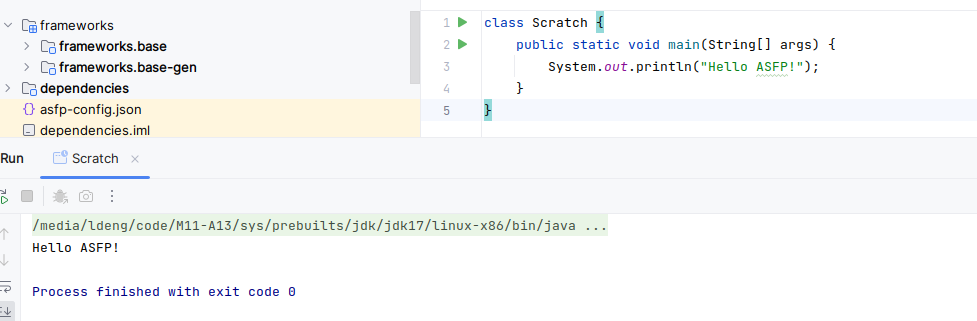 frameworks
frameworks.base
frameworks.base-gen
dependencies
asfp-config.json
dependencies.iml
1 class Scratch {
2 public static void main(String[] args) {
3 System.out.println("Hello ASFP!");
4 }
5 }
Run Scratch
/media/ldeng/code/M11-A13/sys/prebuilts/jdk/jdk17/linux-x86/bin/java ...
Hello ASFP!
Process finished with exit code 0